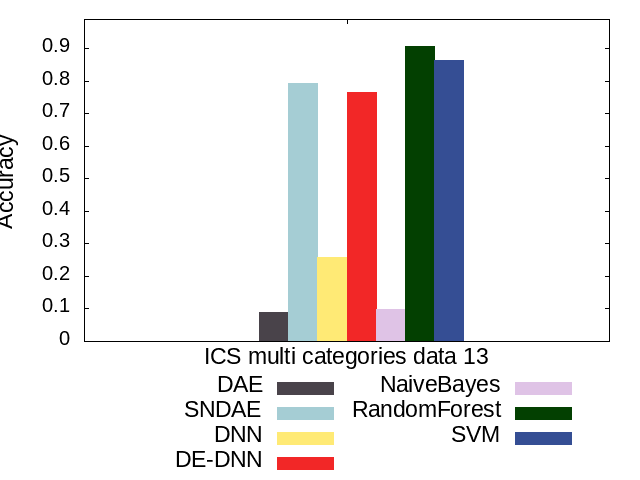 0.9
0.8
0.7
0.6
0.5
0.4
0.3
0.2
0.1
0
Accuracy
ICS multi categories data 13
DAE NaiveBayes
SNDAE RandomForest
DNN SVM
DE-DNN